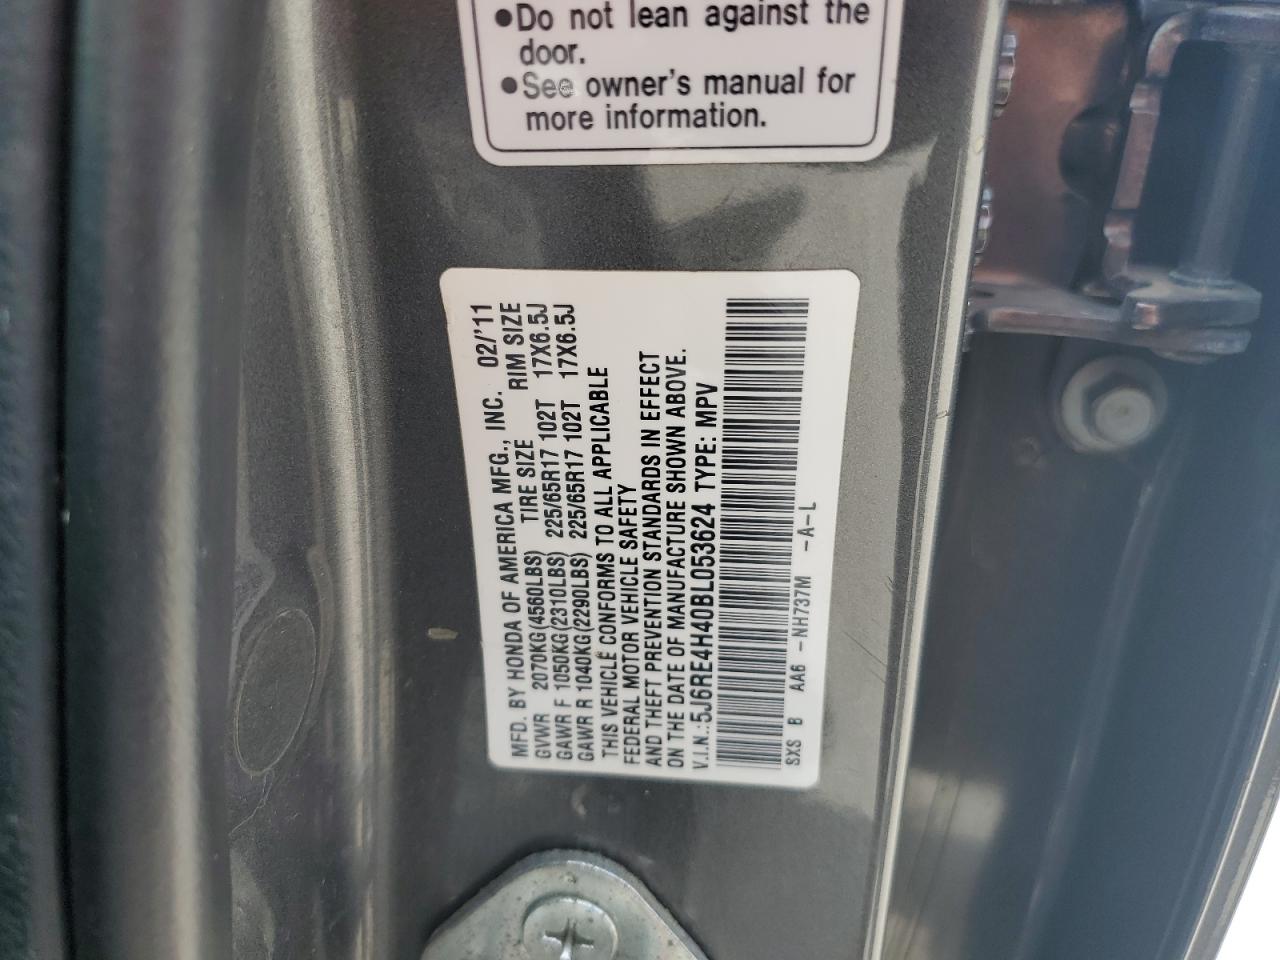 ●Do not lean against the
door.
●See owner's manual for
more information.
MFD. BY HONDA OF AMERICA MFG., INC. 02/'11
GVWR 2070KG(4560LBS) TIRE SIZE RIM SIZE
GAWR F 1050KG(2310LBS) 225/65R17 102T 17X6.5J
GAWR R 1040KG(2290LBS) 225/65R17 102T 17X6.5J
THIS VEHICLE CONFORMS TO ALL APPLICABLE
FEDERAL MOTOR VEHICLE SAFETY
AND THEFT PREVENTION STANDARDS IN EFFECT
ON THE DATE OF MANUFACTURE SHOWN ABOVE.
V.I.N.:5J6RE4H40BL053624 TYPE: MPV
SXS B AA6 -NH737M -A-L